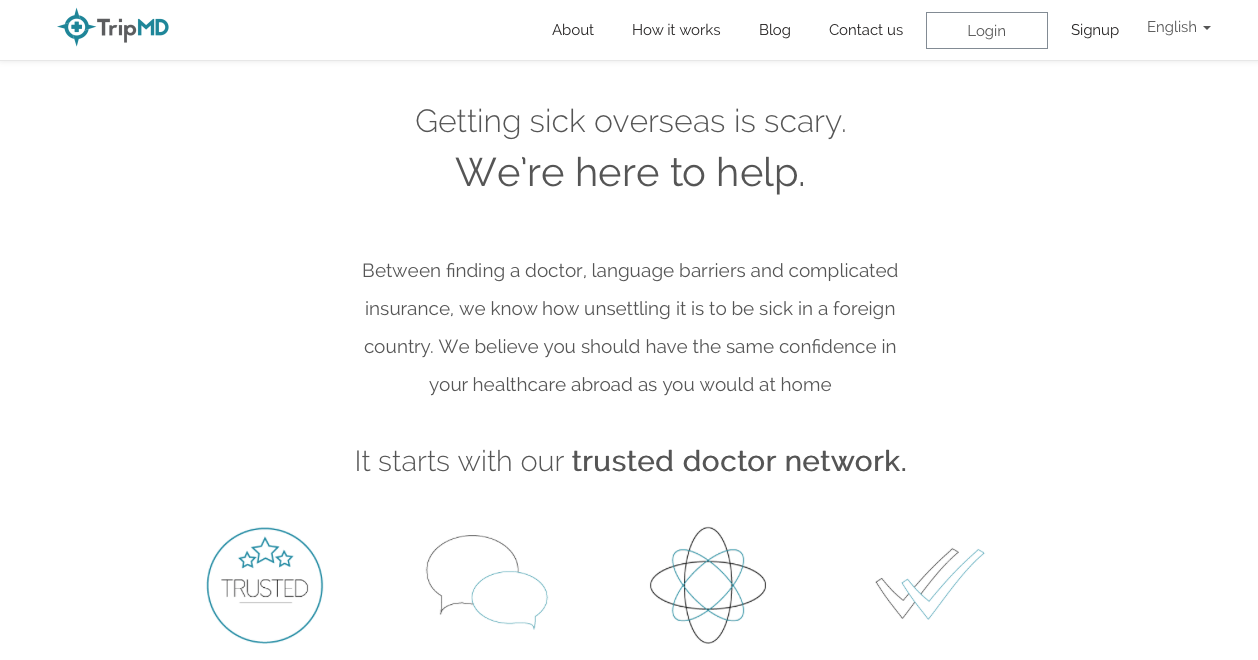 TripMD
About
How it works
Blog
Contact us
Login
Signup
English
Getting sick overseas is scary.
We're here to help.
Between finding a doctor, language barriers and complicated
insurance, we know how unsettling it is to be sick in a foreign
country. We believe you should have the same confidence in
your healthcare abroad as you would at home
It starts with our trusted doctor network.
TRUSTED